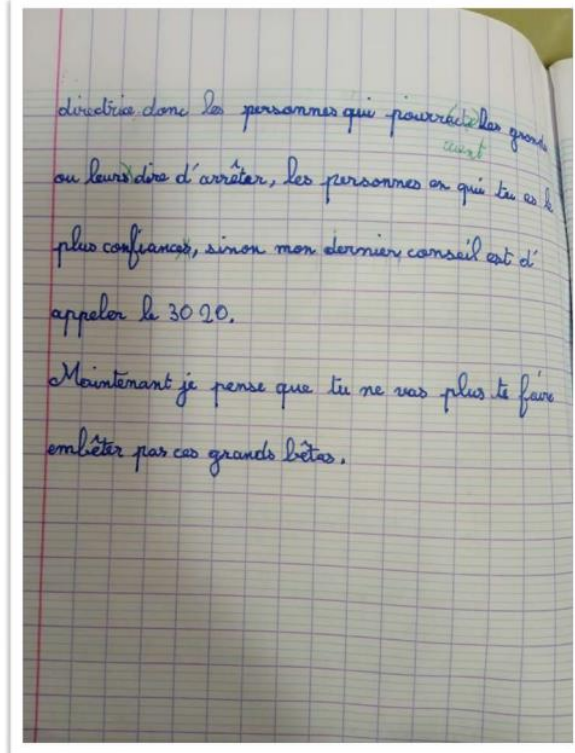 directrice donc les personnes qui pourrait les grands
aient
ou leurs dire d'arrêter, les personnes en qui tu as le
plus confiances, sinon mon dernier conseil est d'
appeler le 30 20.
Maintenant je pense que tu ne vas plus te faire
embêter par ces grands bêtas.